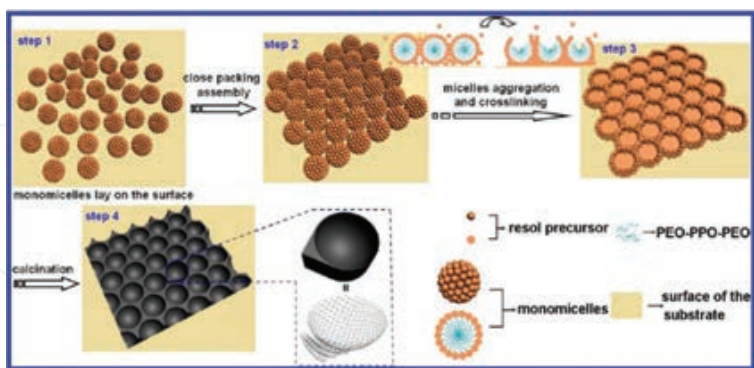 step 1
close packing
assembly
step 2
micelles aggregation
and crosslinking
step 3
monomicelles lay on the surface
calcination
step 4
resol precursor
PEO-PPO-PEO
monomicelles
surface of the
substrate